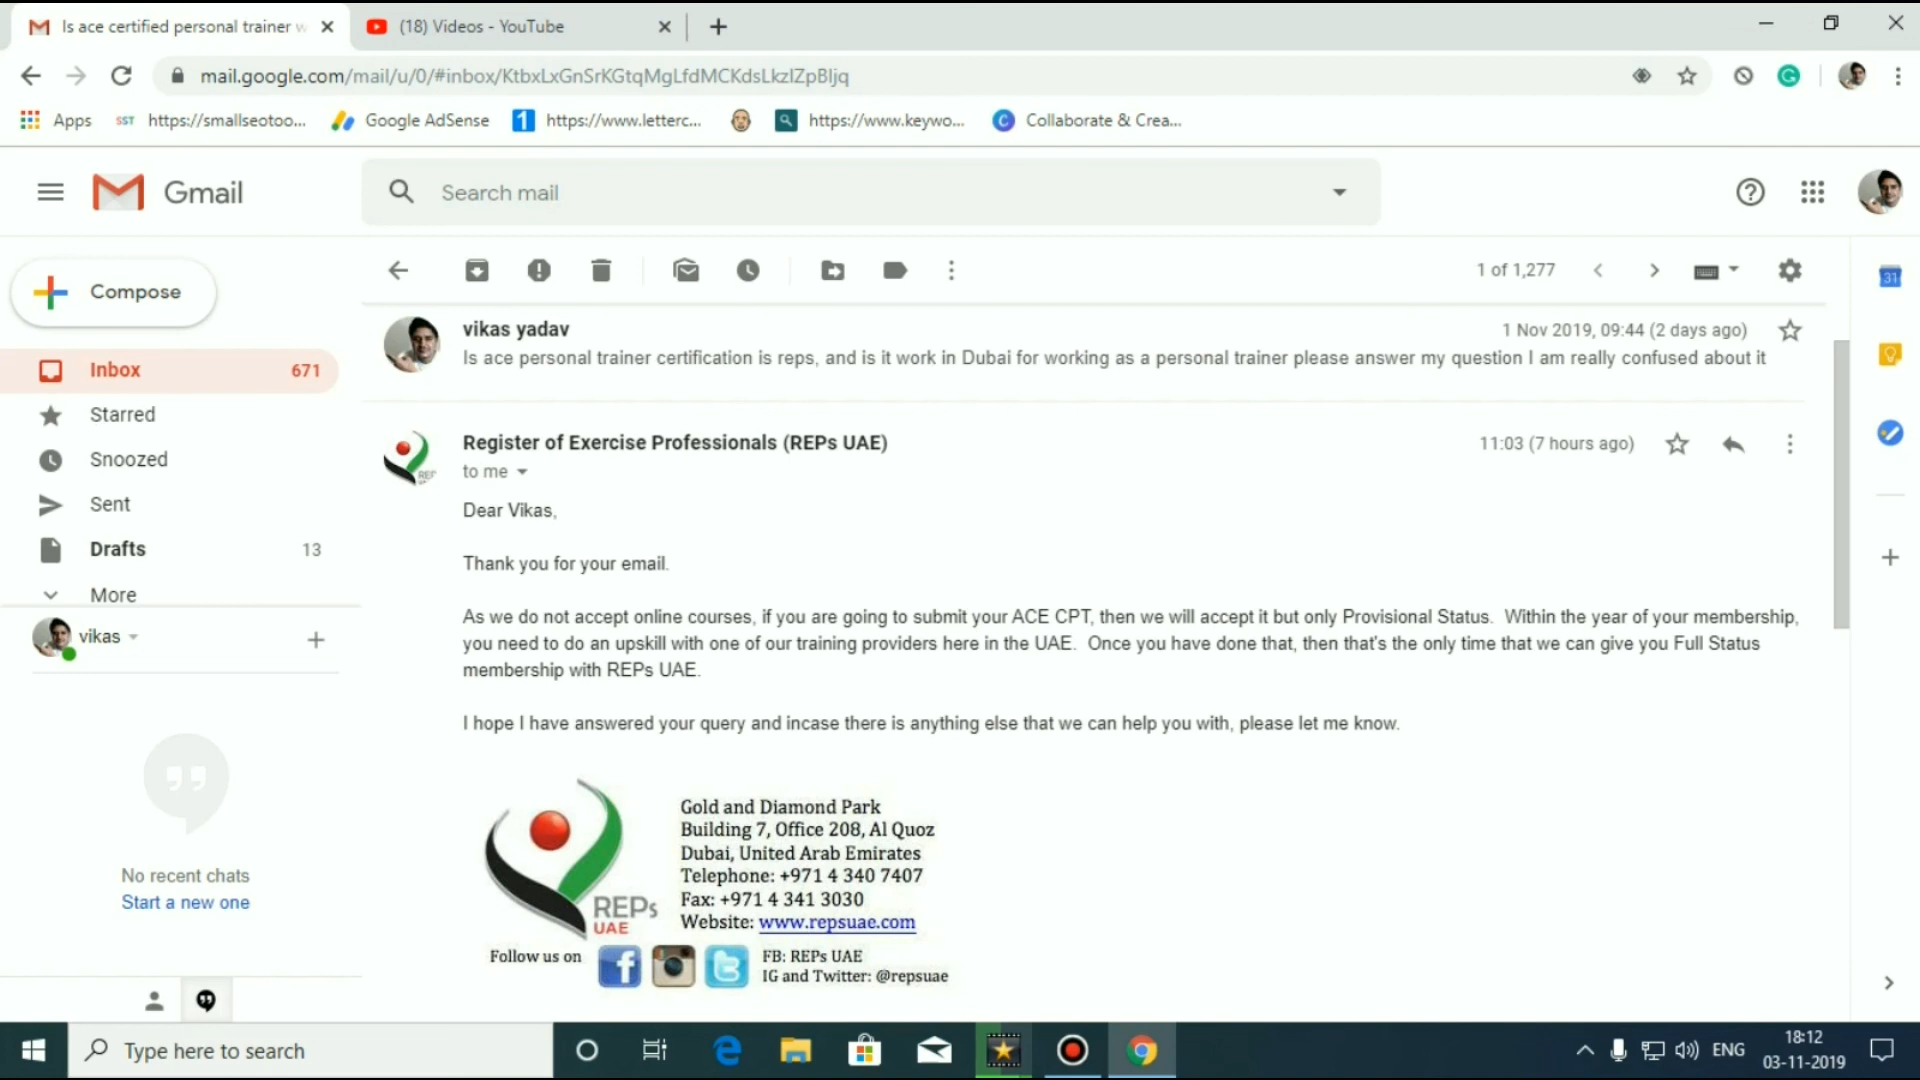 Is ace certified personal trainer w
(18) Videos - YouTube
mail.google.com/mail/u/0/#inbox/KtbxLxGnSrKGtqMgLfdMCKdsLkzlZpBljq
Apps
SST https://smallseotoo...
Google AdSense
1 https://www.letterc...
https://www.keywo...
C Collaborate & Crea...
Gmail
Search mail
Compose
1 of 1,277
31
Inbox 671
Starred
Snoozed
Sent
Drafts 13
More
vikas
No recent chats
Start a new one
vikas yadav
1 Nov 2019, 09:44 (2 days ago)
Is ace personal trainer certification is reps, and is it work in Dubai for working as a personal trainer please answer my question I am really confused about it
Register of Exercise Professionals (REPs UAE)
11:03 (7 hours ago)
to me
Dear Vikas,
Thank you for your email.
As we do not accept online courses, if you are going to submit your ACE CPT, then we will accept it but only Provisional Status. Within the year of your membership,
you need to do an upskill with one of our training providers here in the UAE. Once you have done that, then that's the only time that we can give you Full Status
membership with REPs UAE.
I hope I have answered your query and incase there is anything else that we can help you with, please let me know.
REPs
UAE
Gold and Diamond Park
Building 7, Office 208, Al Quoz
Dubai, United Arab Emirates
Telephone: +971 4 340 7407
Fax: +971 4 341 3030
Website: www.repsuae.com
Follow us on
FB: REPs UAE
IG and Twitter: @repsuae
Type here to search
ENG
18:12
03-11-2019